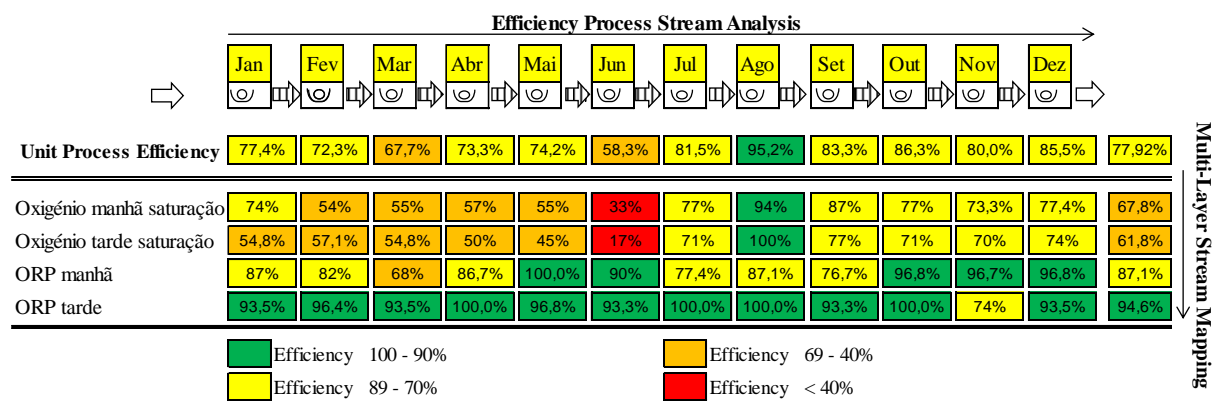 Efficiency Process Stream Analysis
Jan Fev Mar Abr Mai Jun Jul Ago Set Out Nov Dez
Unit Process Efficiency 77,4% 72,3% 67,7% 73,3% 74,2% 58,3% 81,5% 95,2% 83,3% 86,3% 80,0% 85,5% 77,92%
Oxigénio manhã saturação 74% 54% 55% 57% 55% 33% 77% 94% 87% 77% 73,3% 77,4% 67,8%
Oxigénio tarde saturação 54,8% 57,1% 54,8% 50% 45% 17% 71% 100% 77% 71% 70% 74% 61,8%
ORP manhã 87% 82% 68% 86,7% 100,0% 90% 77,4% 87,1% 76,7% 96,8% 96,7% 96,8% 87,1%
ORP tarde 93,5% 96,4% 93,5% 100,0% 96,8% 93,3% 100,0% 100,0% 93,3% 100,0% 74% 93,5% 94,6%
Multi-Layer Stream Mapping
Efficiency 100 - 90% Efficiency 69 - 40%
Efficiency 89 - 70% Efficiency < 40%